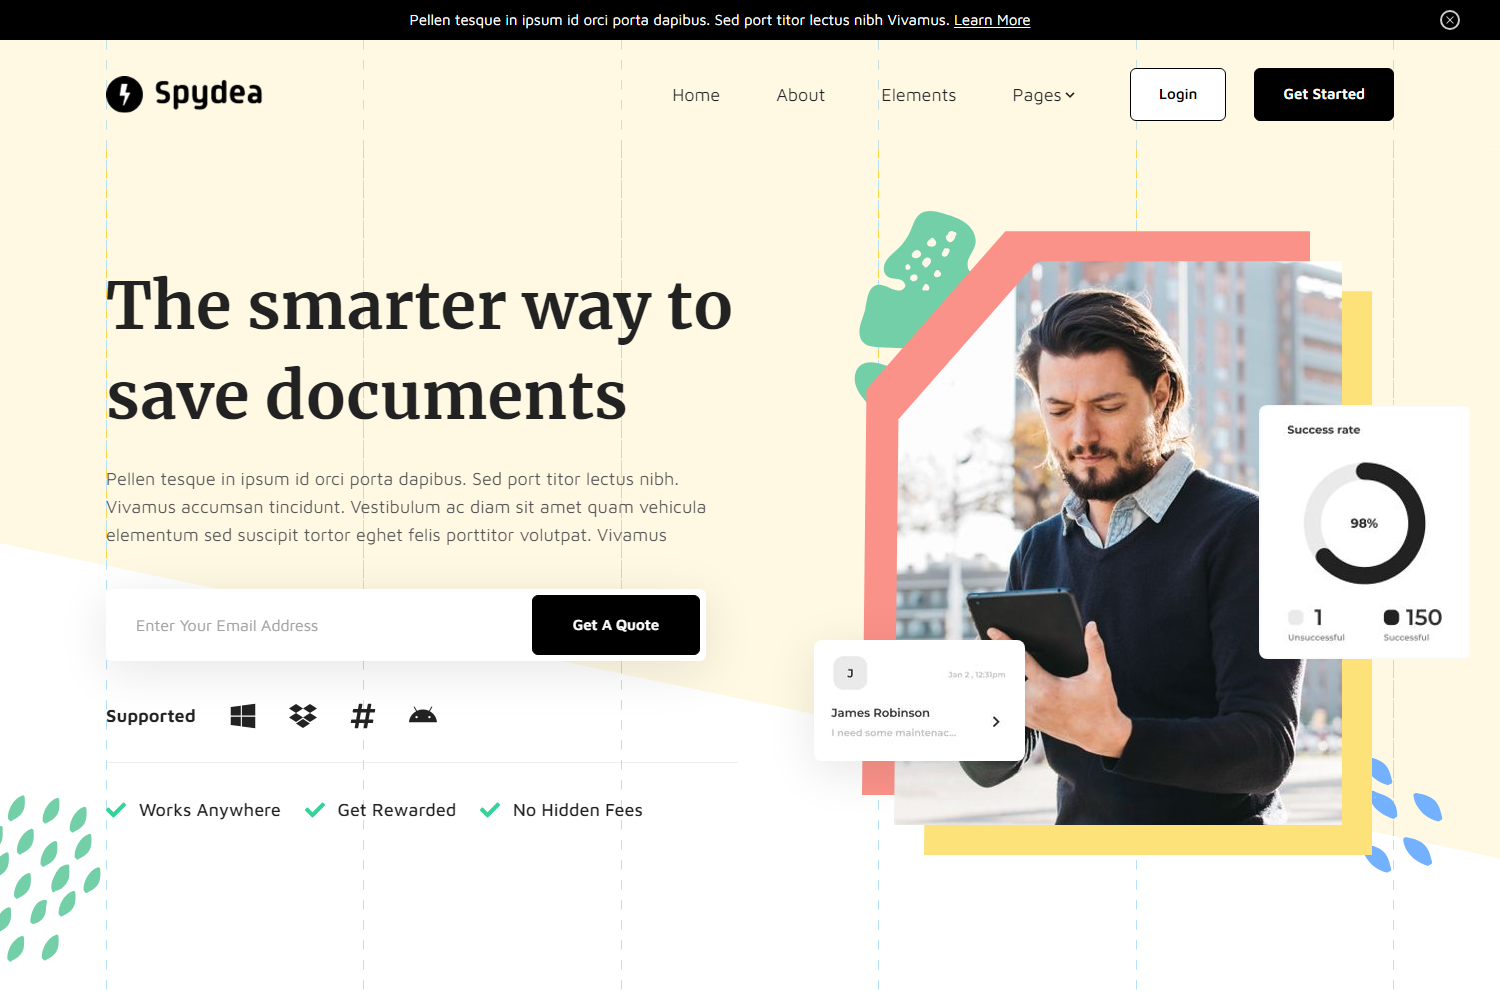 Pellen tesque in ipsum id orci porta dapibus. Sed port titor lectus nibh Vivamus. Learn More
Spydea
Home About Elements Pages Login Get Started
The smarter way to
save documents
Pellen tesque in ipsum id orci porta dapibus. Sed port titor lectus nibh.
Vivamus accumsan tincidunt. Vestibulum ac diam sit amet quam vehicula
elementum sed suscipit tortor eghet felis porttitor volutpat. Vivamus
Enter Your Email Address Get A Quote
Supported
Works Anywhere Get Rewarded No Hidden Fees
Success rate
98%
1 150
Unsuccessful Successful
J Jan 2 , 12:31pm
James Robinson
I need some maintenac...